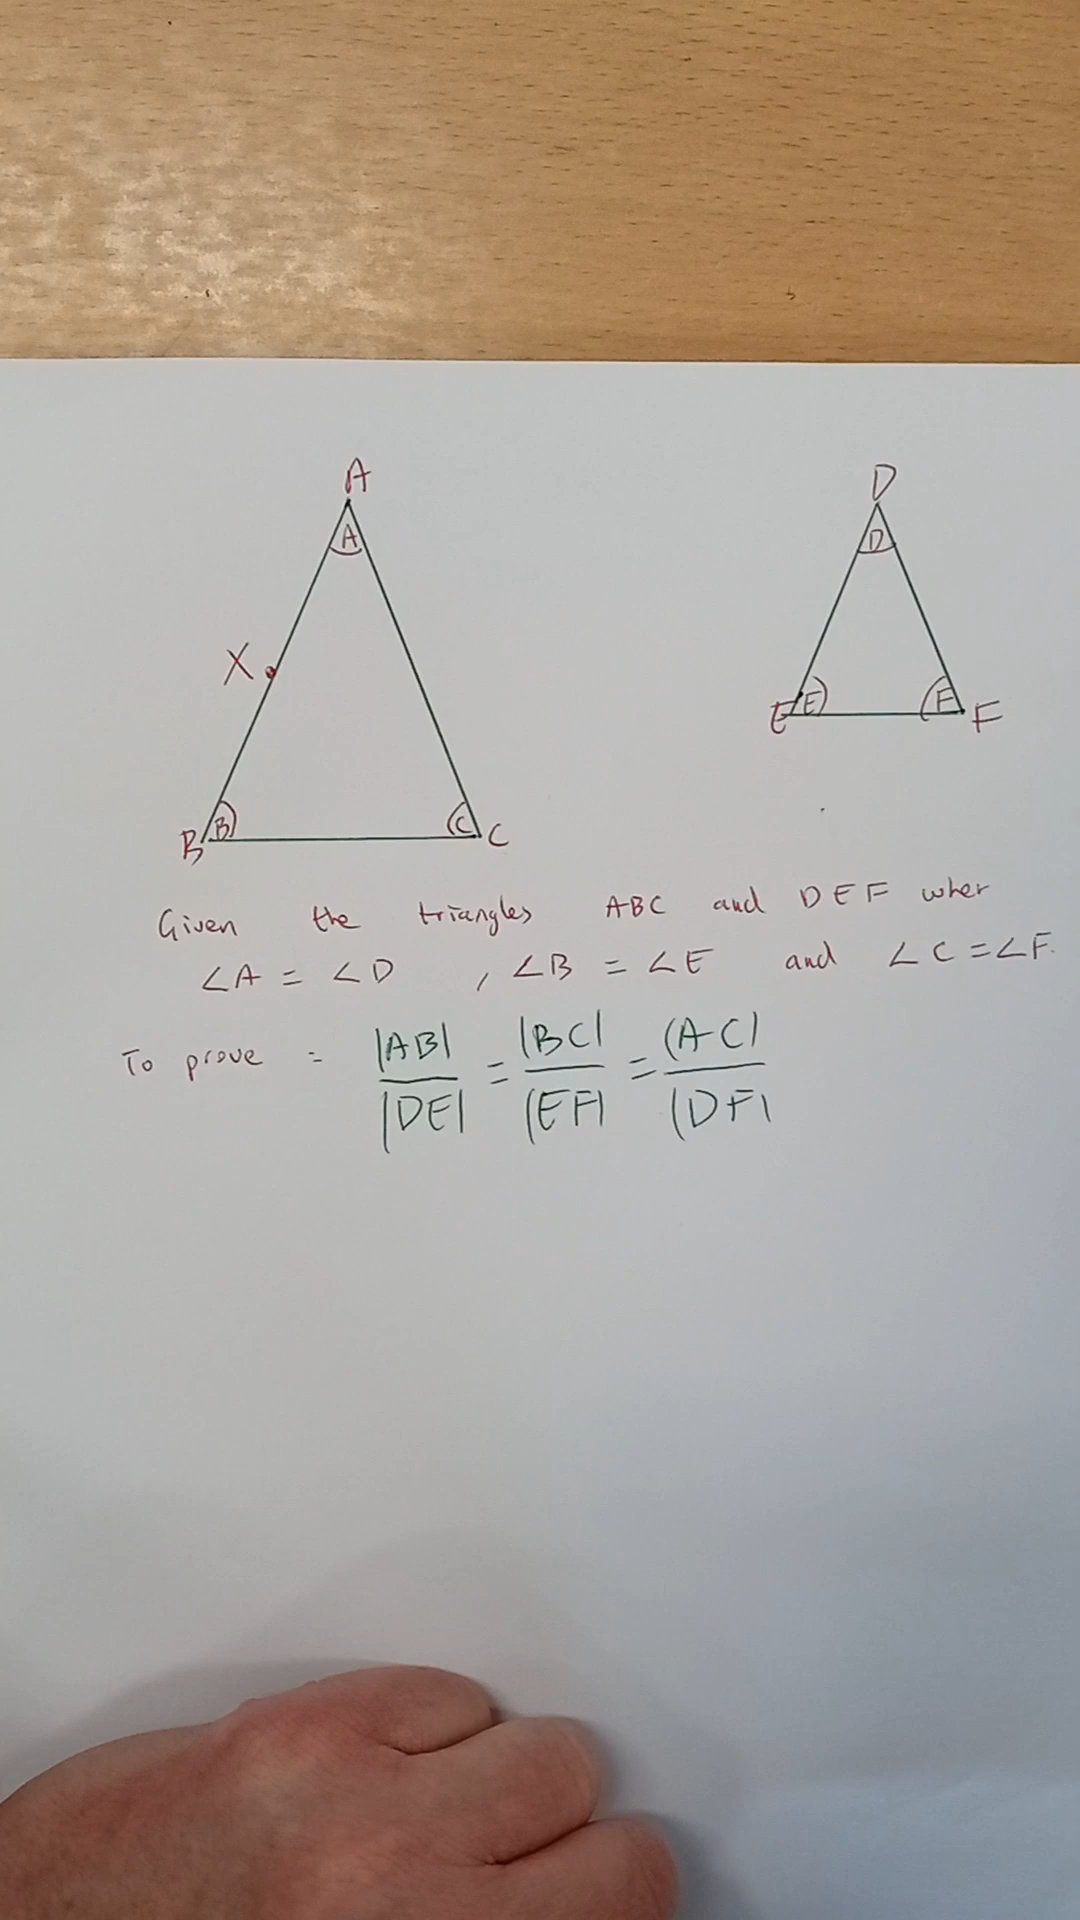 A
A
X
B
B
C
C
D
D
E
E
F
F
Given the triangles ABC and DEF wher
∠A = ∠D , ∠B = ∠E and ∠C = ∠F.
To prove = |AB| / |DE| = |BC| / |EF| = |AC| / |DF|